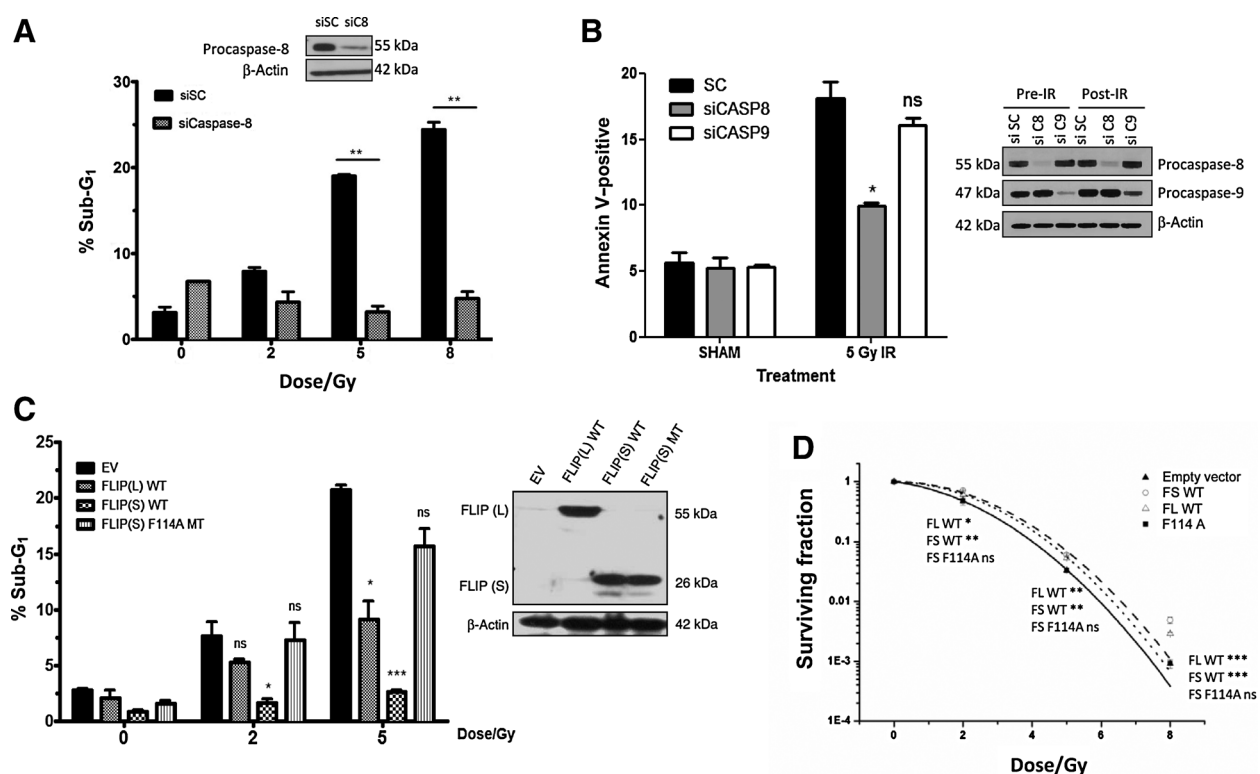 A
siSC siC8
Procaspase-8
55 kDa
β-Actin
42 kDa
30
20
10
0
% Sub-G1
siSC
siCaspase-8
**
**
0 2 5 8
Dose/Gy
B
20
15
10
5
0
Annexin V–positive
SC
siCASP8
siCASP9
*
ns
SHAM
5 Gy IR
Treatment
Pre-IR Post-IR
si SC si C8 si C9 si SC si C8 si C9
55 kDa
Procaspase-8
47 kDa
Procaspase-9
42 kDa
β-Actin
C
25
20
15
10
5
0
% Sub-G1
EV
FLIP(L) WT
FLIP(S) WT
FLIP(S) F114A MT
ns
*
ns
*
***
ns
0 2 5
Dose/Gy
EV FLIP(L) WT FLIP(S) WT FLIP(S) MT
FLIP (L)
55 kDa
FLIP (S)
26 kDa
β-Actin
42 kDa
D
1
0.1
0.01
1E-3
1E-4
Surviving fraction
Empty vector
FS WT
FL WT
F114 A
FL WT *
FS WT **
FS F114A ns
FL WT **
FS WT **
FS F114A ns
FL WT ***
FS WT ***
FS F114A ns
0 2 4 6 8
Dose/Gy